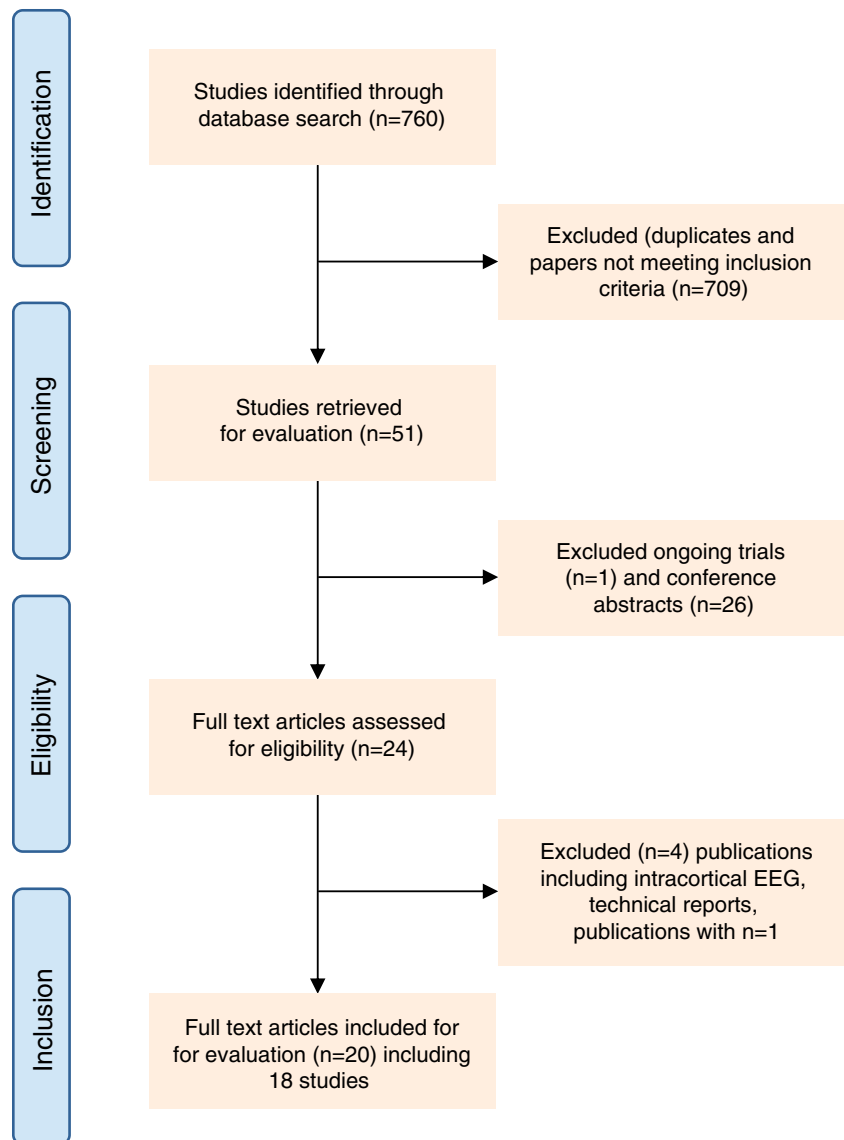 Identification
Studies identified through
database search (n=760)
Excluded (duplicates and
papers not meeting inclusion
criteria (n=709)
Screening
Studies retrieved
for evaluation (n=51)
Excluded ongoing trials
(n=1) and conference
abstracts (n=26)
Eligibility
Full text articles assessed
for eligibility (n=24)
Excluded (n=4) publications
including intracortical EEG,
technical reports,
publications with n=1
Inclusion
Full text articles included for
for evaluation (n=20) including
18 studies